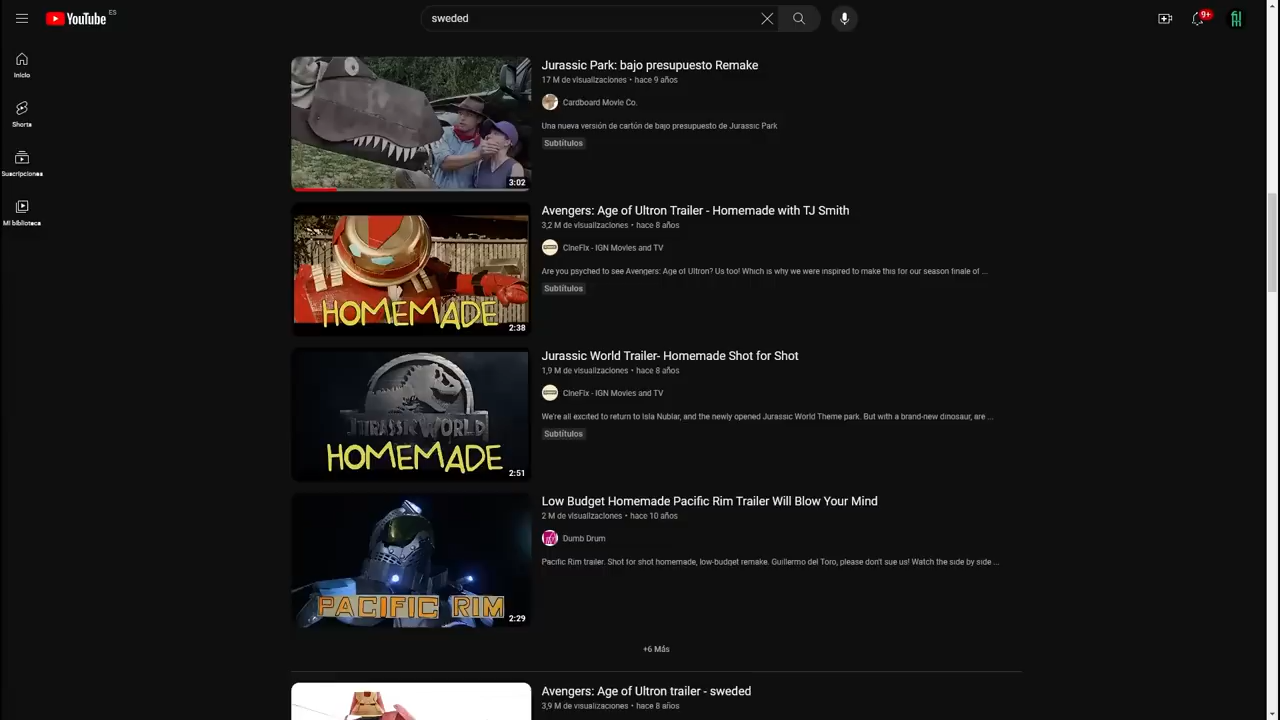 YouTube ES
sweded
9+
Inicio
Shorts
Suscripciones
Mi biblioteca
Jurassic Park: bajo presupuesto Remake
17 M de visualizaciones • hace 9 años
Cardboard Movie Co.
Una nueva versión de cartón de bajo presupuesto de Jurassic Park
Subtítulos
3:02
Avengers: Age of Ultron Trailer - Homemade with TJ Smith
3,2 M de visualizaciones • hace 8 años
CineFix - IGN Movies and TV
Are you psyched to see Avengers: Age of Ultron? Us too! Which is why we were inspired to make this for our season finale of ...
Subtítulos
HOMEMADE
2:38
Jurassic World Trailer- Homemade Shot for Shot
1,9 M de visualizaciones • hace 8 años
CineFix - IGN Movies and TV
We're all excited to return to Isla Nublar, and the newly opened Jurassic World Theme park. But with a brand-new dinosaur, are ...
Subtítulos
JURASSIC WORLD
HOMEMADE
2:51
Low Budget Homemade Pacific Rim Trailer Will Blow Your Mind
2 M de visualizaciones • hace 10 años
Dumb Drum
Pacific Rim trailer. Shot for shot homemade, low-budget remake. Guillermo del Toro, please don't sue us! Watch the side by side ...
PACIFIC RIM
2:29
+6 Más
Avengers: Age of Ultron trailer - sweded
3,9 M de visualizaciones • hace 8 años